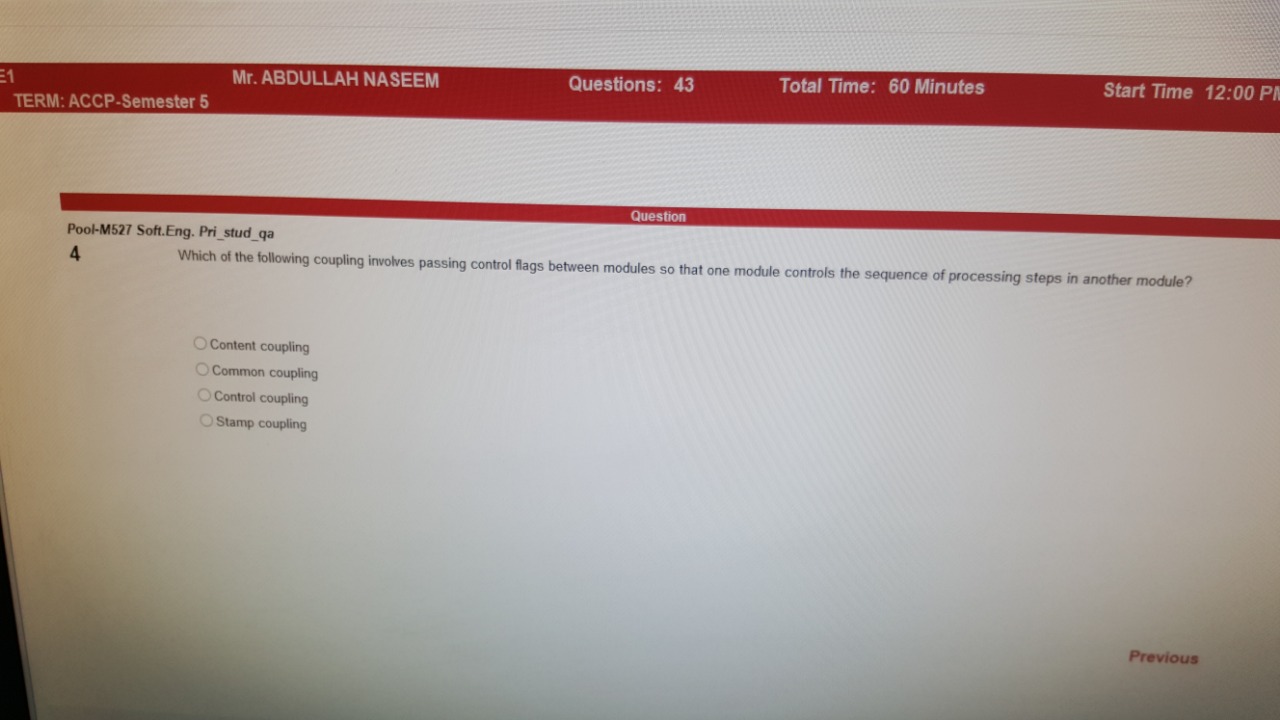 E1
Mr. ABDULLAH NASEEM
Questions: 43
Total Time: 60 Minutes
Start Time 12:00
TERM: ACCP-Semester 5
Question
Pool-M527 Soft.Eng. Pri_stud_qa
4 Which of the following coupling involves passing control flags between modules so that one module controls the sequence of processing steps in another module?
Content coupling
Common coupling
Control coupling
Stamp coupling
Previous